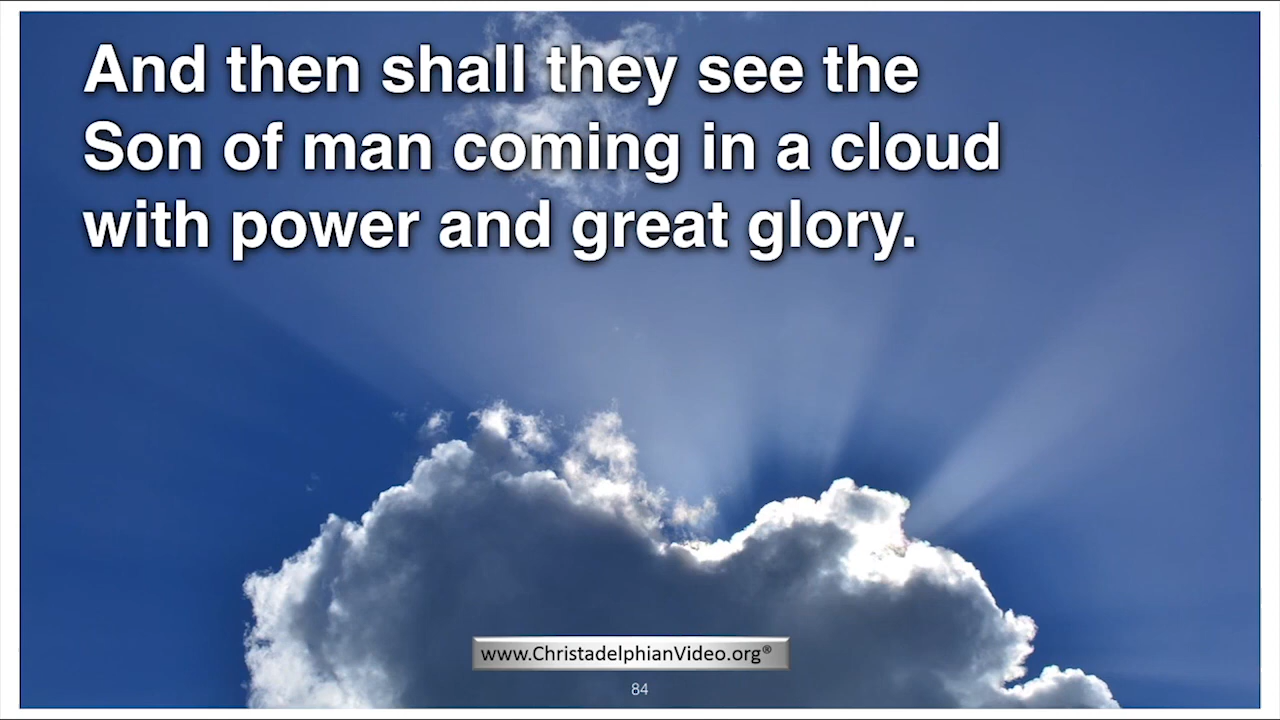 And then shall they see the
Son of man coming in a cloud
with power and great glory.
www.ChristadelphianVideo.org®
84